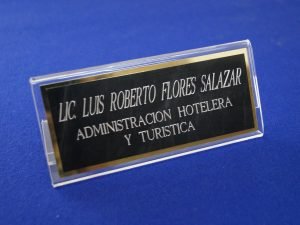 LIC. LUIS ROBERTO FLORES SALAZAR
ADMINISTRACION HOTELERA
Y TURISTICA